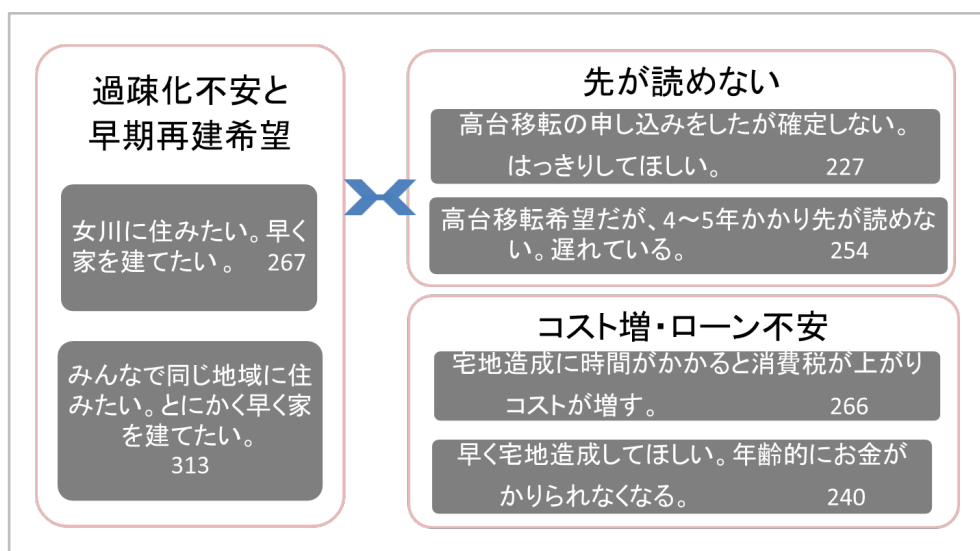 過疎化不安と
早期再建希望
女川に住みたい。早く
家を建てたい。 267
みんなで同じ地域に住
みたい。とにかく早く家
を建てたい。
313
先が読めない
高台移転の申し込みをしたが確定しない。
はっきりしてほしい。 227
高台移転希望だが、4〜5年かかり先が読めな
い。遅れている。 254
コスト増・ローン不安
宅地造成に時間がかかると消費税が上がり
コストが増す。 266
早く宅地造成してほしい。年齢的にお金が
かりられなくなる。 240